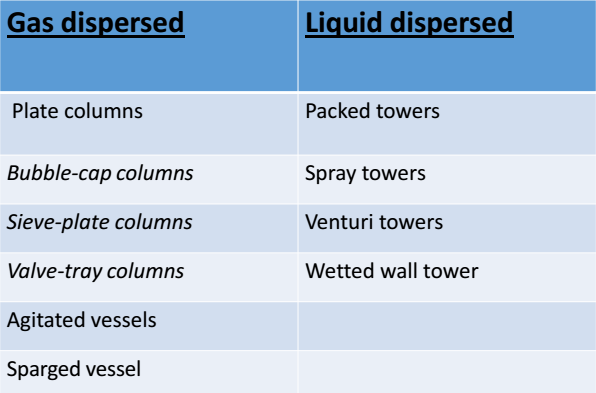 Gas dispersed Liquid dispersed
Plate columns Packed towers
Bubble-cap columns Spray towers
Sieve-plate columns Venturi towers
Valve-tray columns Wetted wall tower
Agitated vessels
Sparged vessel